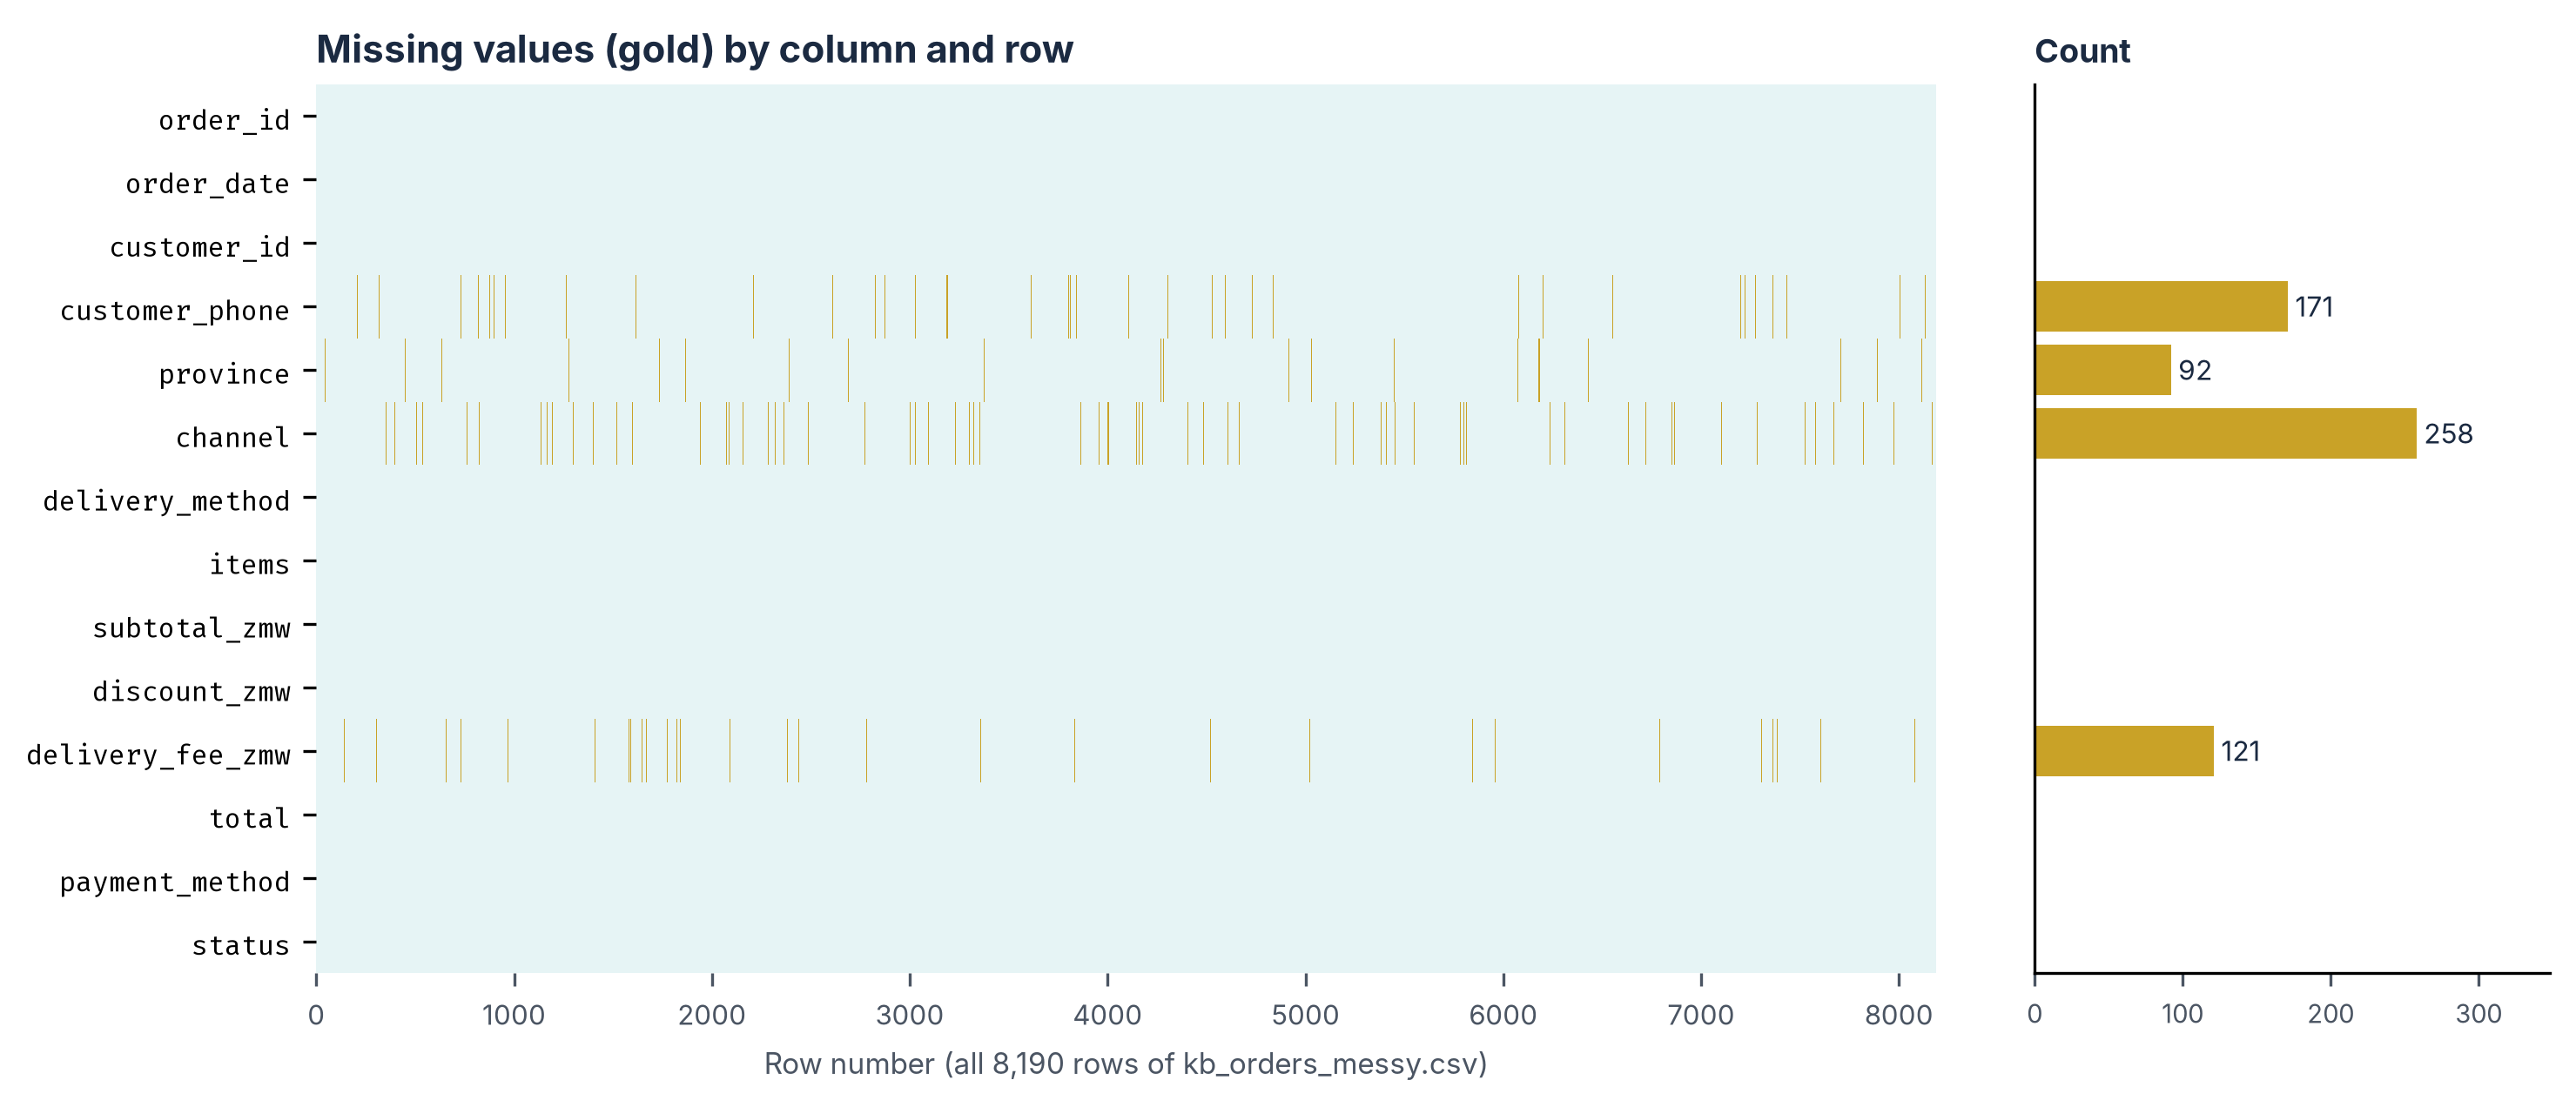 Missing values (gold) by column and row
order_id
order_date
customer_id
customer_phone
province
channel
delivery_method
items
subtotal_zmw
discount_zmw
delivery_fee_zmw
total
payment_method
status
0 1000 2000 3000 4000 5000 6000 7000 8000
Row number (all 8,190 rows of kb_orders_messy.csv)
Count
171
92
258
121
0 100 200 300